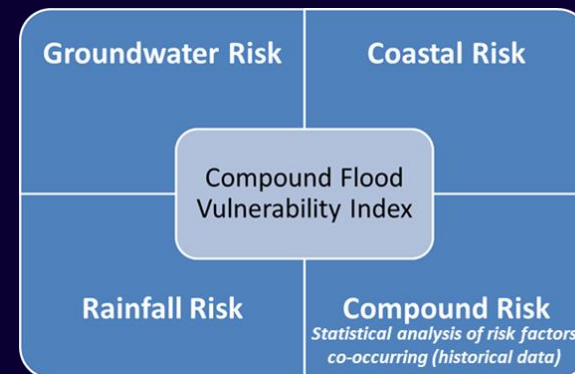 Groundwater Risk
Coastal Risk
Compound Flood
Vulnerability Index
Rainfall Risk
Compound Risk
Statistical analysis of risk factors
co-occurring (historical data)